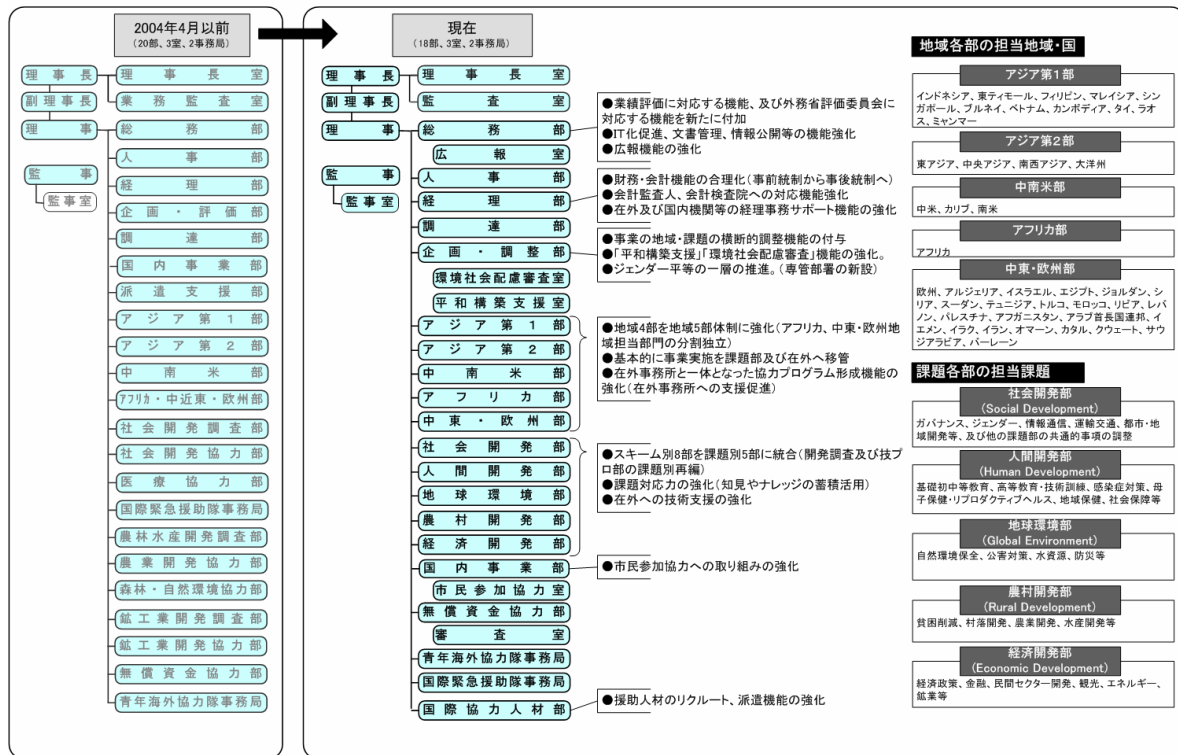 2004年4月以前
(20部、3室、2事務局)
理事長
理事長室
副理事長
業務監査室
理事
総務部
人事部
監事
経理部
監事室
企画・評価部
調達部
国内事業部
派遣支援部
アジア第1部
アジア第2部
中南米部
アフリカ・中近東・欧州部
社会開発調査部
社会開発協力部
医療協力部
国際緊急援助隊事務局
農林水産開発調査部
農業開発協力部
森林・自然環境協力部
鉱工業開発調査部
鉱工業開発協力部
無償資金協力部
青年海外協力隊事務局
現在
(18部、3室、2事務局)
理事長
理事長室
副理事長
監査室
理事
総務部
広報室
監事
人事部
監事室
経理部
調達部
企画・調整部
環境社会配慮審査室
平和構築支援室
アジア第1部
アジア第2部
中南米部
アフリカ部
中東・欧州部
社会開発部
人間開発部
地球環境部
農村開発部
経済開発部
国内事業部
市民参加協力室
無償資金協力部
審査室
青年海外協力隊事務局
国際緊急援助隊事務局
国際協力人材部
●業績評価に対応する機能、及び外務省評価委員会に
対応する機能を新たに付加
●IT化促進、文書管理、情報公開等の機能強化
●広報機能の強化
●財務・会計機能の合理化(事前統制から事後統制へ)
●会計監査人、会計検査院への対応機能強化
●在外及び国内機関等の経理事務サポート機能の強化
●事業の地域・課題の横断的調整機能の付与
●「平和構築支援」「環境社会配慮審査」機能の強化。
●ジェンダー平等の一層の推進。(専管部署の新設)
●地域4部を地域5部体制に強化(アフリカ、中東・欧州地
域担当部門の分割独立)
●基本的に事業実施を課題部及び在外へ移管
●在外事務所と一体となった協力プログラム形成機能の
強化(在外事務所への支援促進)
●スキーム別8部を課題別5部に統合(開発調査及び技プ
ロ部の課題別再編)
●課題対応力の強化(知見やナレッジの蓄積活用)
●在外への技術支援の強化
●市民参加協力への取り組みの強化
●援助人材のリクルート、派遣機能の強化
地域各部の担当地域・国
アジア第1部
インドネシア、東ティモール、フィリピン、マレイシア、シン
ガポール、ブルネイ、ベトナム、カンボディア、タイ、ラオ
ス、ミャンマー
アジア第2部
東アジア、中央アジア、南西アジア、大洋州
中南米部
中米、カリブ、南米
アフリカ部
アフリカ
中東・欧州部
欧州、アルジェリア、イスラエル、エジプト、ジョルダン、シ
リア、スーダン、テュニジア、トルコ、モロッコ、リビア、レバ
ノン、パレスチナ、アフガニスタン、アラブ首長国連邦、イ
エメン、イラク、イラン、オマーン、カタル、クウェート、サウ
ジアラビア、バーレーン
課題各部の担当課題
社会開発部
(Social Development)
ガバナンス、ジェンダー、情報通信、運輸交通、都市・地
域開発等、及び他の課題部の共通的事項の調整
人間開発部
(Human Development)
基礎初中等教育、高等教育・技術訓練、感染症対策、母
子保健・リプロダクティブヘルス、地域保健、社会保障等
地球環境部
(Global Environment)
自然環境保全、公害対策、水資源、防災等
農村開発部
(Rural Development)
貧困削減、村落開発、農業開発、水産開発等
経済開発部
(Economic Development)
経済政策、金融、民間セクター開発、観光、エネルギー、
鉱業等